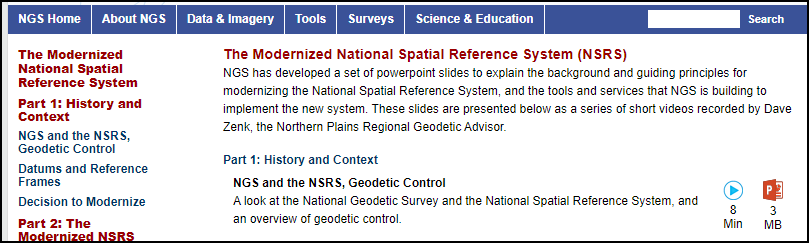 NGS Home About NGS Data & Imagery Tools Surveys Science & Education Search
The Modernized
National Spatial
Reference System
Part 1: History and
Context
NGS and the NSRS,
Geodetic Control
Datums and Reference
Frames
Decision to Modernize
Part 2: The
Modernized NSRS
The Modernized National Spatial Reference System (NSRS)
NGS has developed a set of powerpoint slides to explain the background and guiding principles for
modernizing the National Spatial Reference System, and the tools and services that NGS is building to
implement the new system. These slides are presented below as a series of short videos recorded by Dave
Zenk, the Northern Plains Regional Geodetic Advisor.
Part 1: History and Context
NGS and the NSRS, Geodetic Control
A look at the National Geodetic Survey and the National Spatial Reference System, and
an overview of geodetic control.
8
Min
P
3
MB